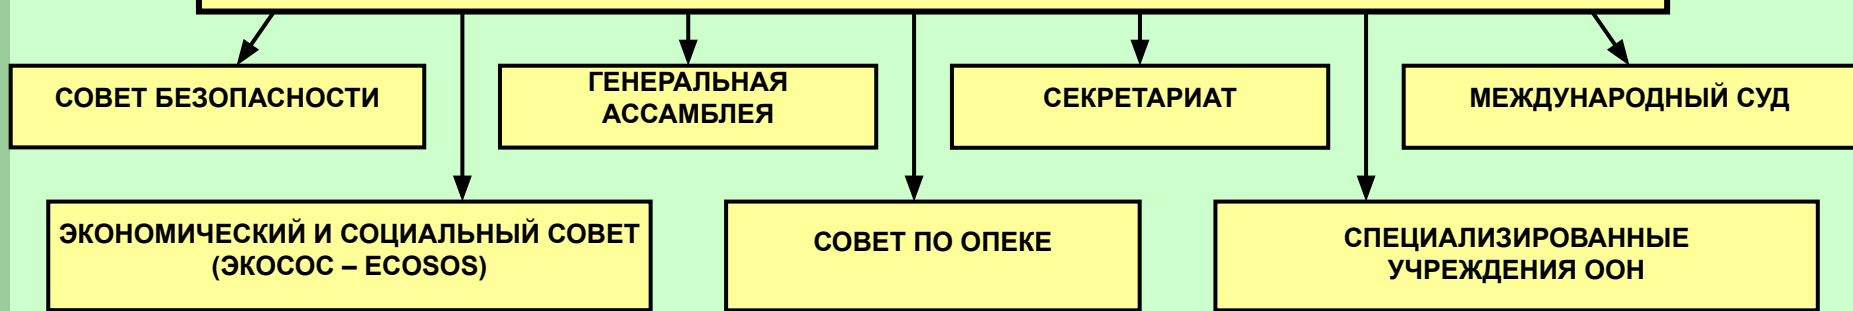 СОВЕТ БЕЗОПАСНОСТИ
ГЕНЕРАЛЬНАЯ
АССАМБЛЕЯ
СЕКРЕТАРИАТ
МЕЖДУНАРОДНЫЙ СУД
ЭКОНОМИЧЕСКИЙ И СОЦИАЛЬНЫЙ СОВЕТ
(ЭКОСОС – ECOSOS)
СОВЕТ ПО ОПЕКЕ
СПЕЦИАЛИЗИРОВАННЫЕ
УЧРЕЖДЕНИЯ ООН